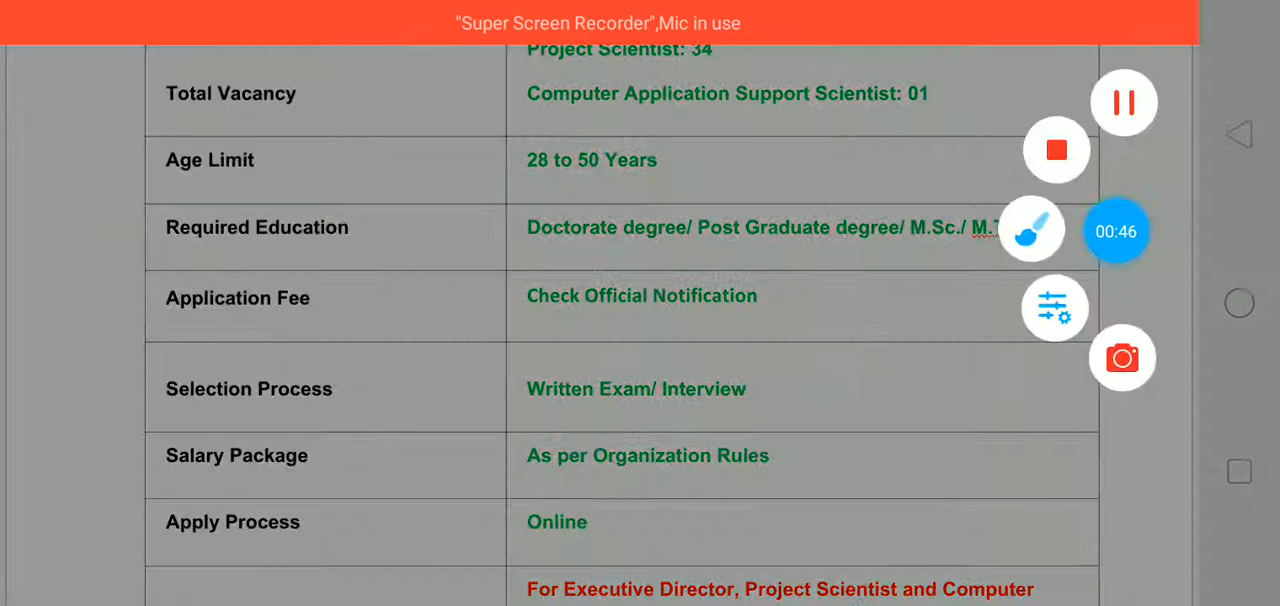 "Super Screen Recorder",Mic in use
Project Scientist: 34
Total Vacancy
Computer Application Support Scientist: 01
Age Limit
28 to 50 Years
Required Education
Doctorate degree/ Post Graduate degree/ M.Sc./
00:46
Application Fee
Check Official Notification
Selection Process
Written Exam/ Interview
Salary Package
As per Organization Rules
Apply Process
Online
For Executive Director, Project Scientist and Computer